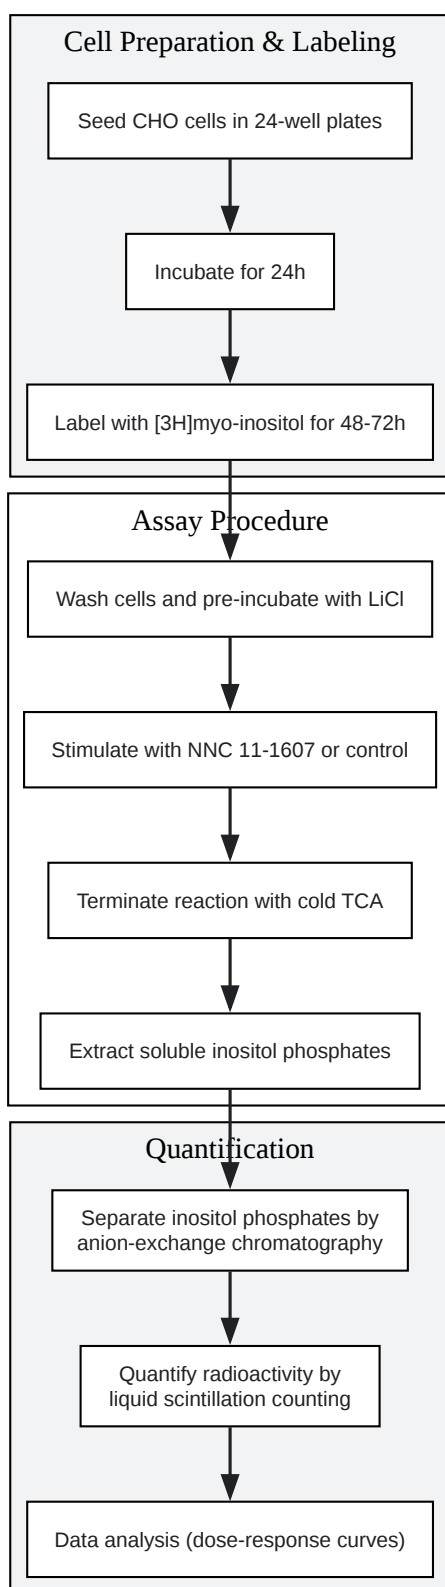 Cell Preparation & Labeling
Seed CHO cells in 24-well plates
Incubate for 24h
Label with [3H]myo-inositol for 48-72h
Assay Procedure
Wash cells and pre-incubate with LiCl
Stimulate with NNC 11-1607 or control
Terminate reaction with cold TCA
Extract soluble inositol phosphates
Quantification
Separate inositol phosphates by
anion-exchange chromatography
Quantify radioactivity by
liquid scintillation counting
Data analysis (dose-response curves)